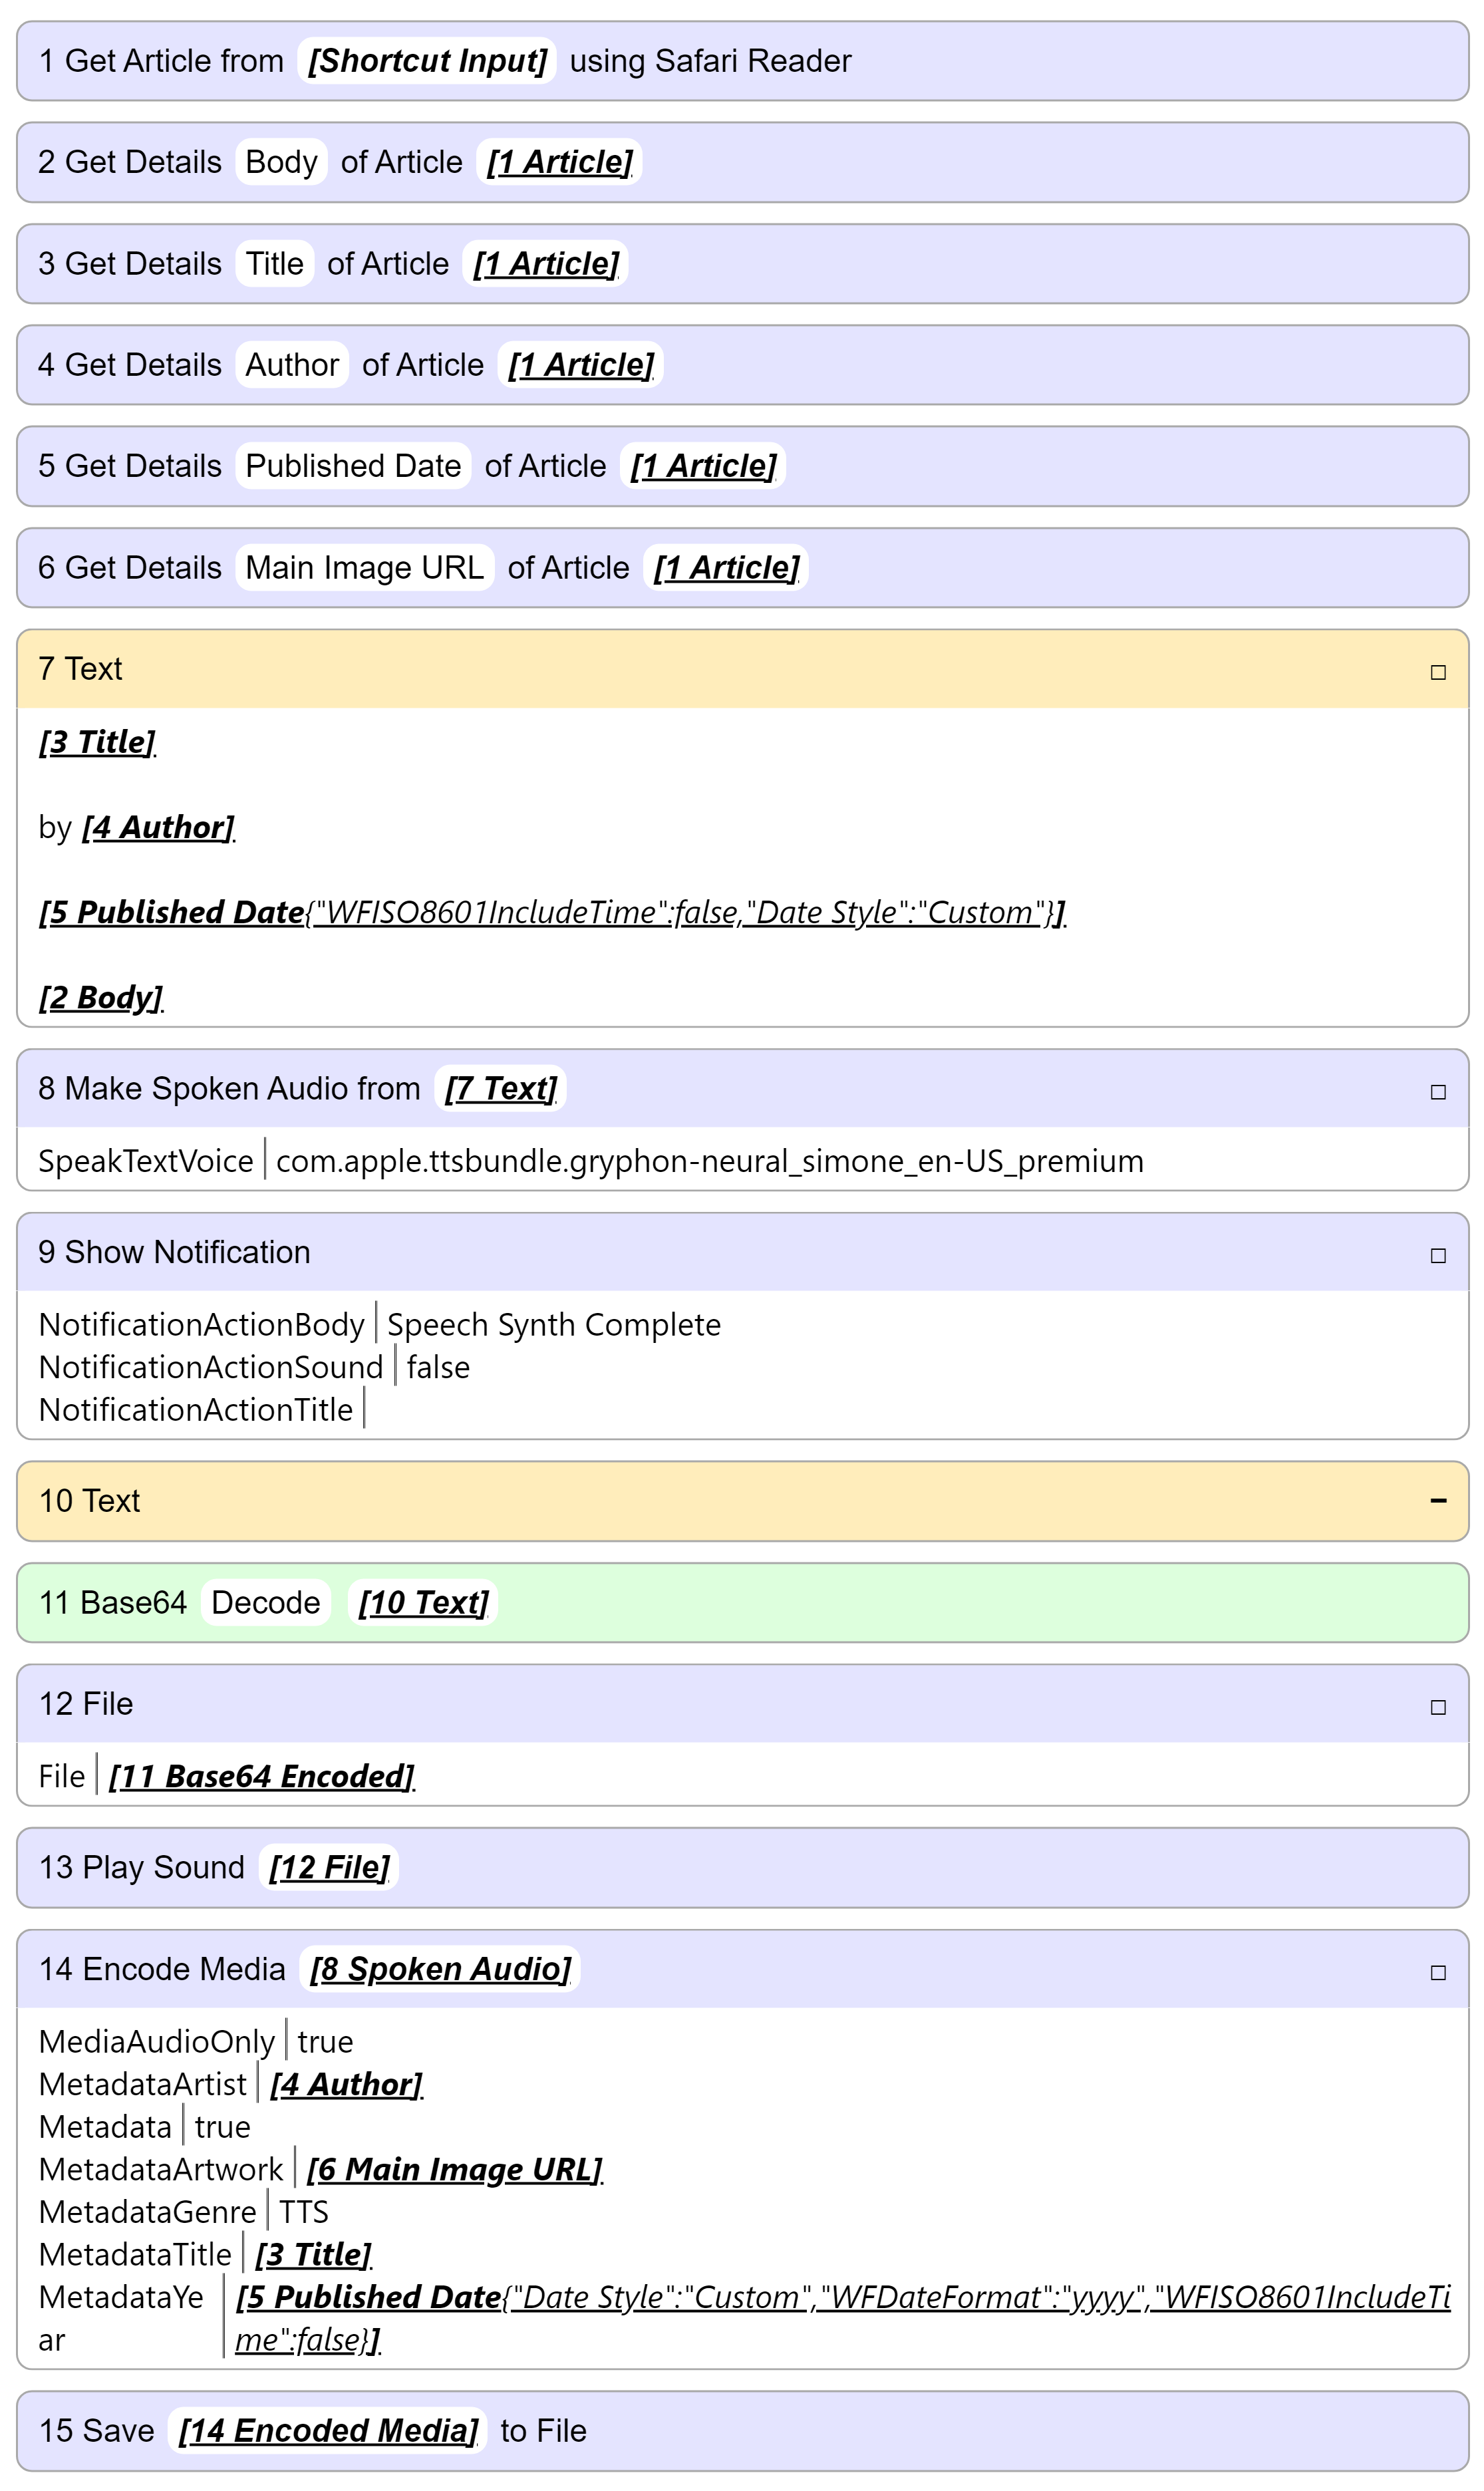 1 Get Article from [Shortcut Input] using Safari Reader
2 Get Details Body of Article [1 Article]
3 Get Details Title of Article [1 Article]
4 Get Details Author of Article [1 Article]
5 Get Details Published Date of Article [1 Article]
6 Get Details Main Image URL of Article [1 Article]
7 Text
[3 Title]
by [4 Author]
[5 Published Date{"WFISO8601IncludeTime":false,"Date Style":"Custom"}]
[2 Body]
8 Make Spoken Audio from [7 Text]
SpeakTextVoice | com.apple.ttsbundle.gryphon-neural_simone_en-US_premium
9 Show Notification
NotificationActionBody | Speech Synth Complete
NotificationActionSound | false
NotificationActionTitle |
10 Text
11 Base64 Decode [10 Text]
12 File
File | [11 Base64 Encoded]
13 Play Sound [12 File]
14 Encode Media [8 Spoken Audio]
MediaAudioOnly | true
MetadataArtist | [4 Author]
Metadata | true
MetadataArtwork | [6 Main Image URL]
MetadataGenre | TTS
MetadataTitle | [3 Title]
MetadataYe | [5 Published Date{"Date Style":"Custom","WFDateFormat":"yyyy","WFISO8601IncludeTi
ar | me":false}]
15 Save [14 Encoded Media] to File